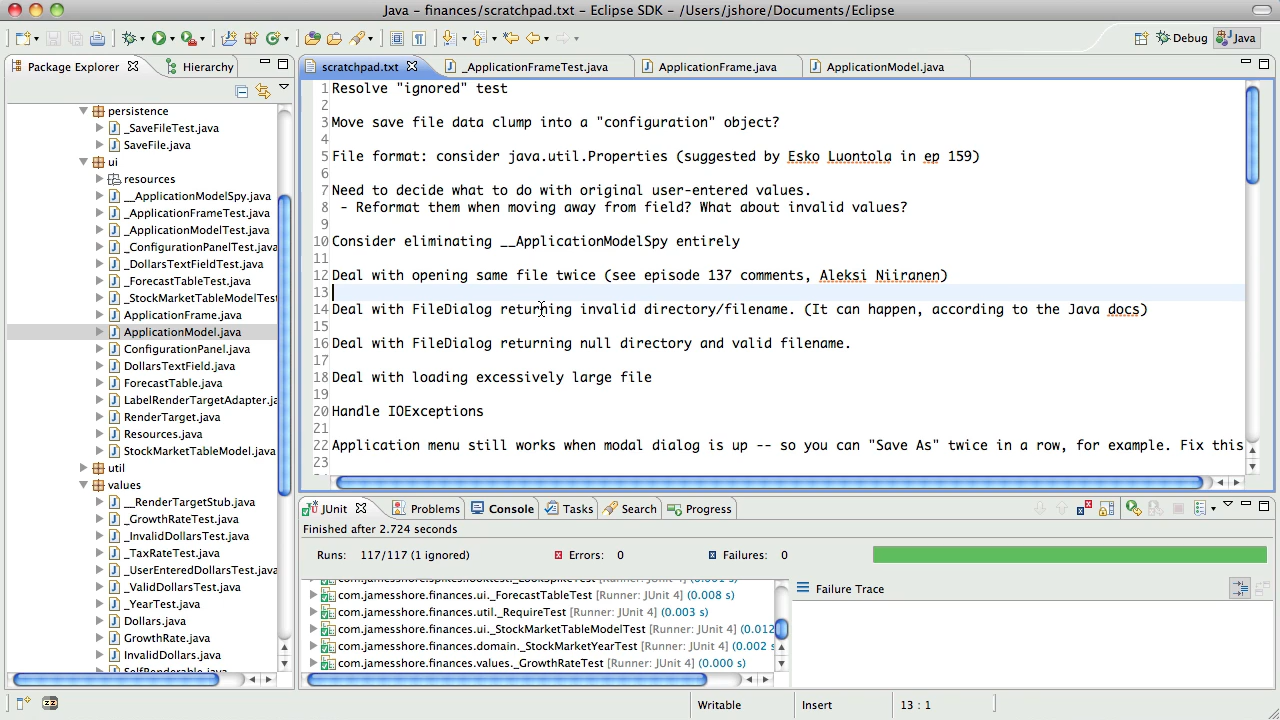 Java - finances/scratchpad.txt - Eclipse SDK - /Users/jshore/Documents/Eclipse
Debug
Java
Package Explorer
Hierarchy
persistence
_SaveFileTest.java
SaveFile.java
ui
resources
__ApplicationModelSpy.java
_ApplicationFrameTest.java
_ApplicationModelTest.java
_ConfigurationPanelTest.java
_DollarsTextFieldTest.java
_ForecastTableTest.java
_StockMarketTableModelTest
ApplicationFrame.java
ApplicationModel.java
ConfigurationPanel.java
DollarsTextField.java
ForecastTable.java
LabelRenderTargetAdapter.ja
RenderTarget.java
Resources.java
StockMarketTableModel.java
util
values
__RenderTargetStub.java
_GrowthRateTest.java
_InvalidDollarsTest.java
_TaxRateTest.java
_UserEnteredDollarsTest.java
_ValidDollarsTest.java
_YearTest.java
Dollars.java
GrowthRate.java
InvalidDollars.java
SelfRenderable.java
scratchpad.txt
_ApplicationFrameTest.java
ApplicationFrame.java
ApplicationModel.java
1 Resolve "ignored" test
2
3 Move save file data clump into a "configuration" object?
4
5 File format: consider java.util.Properties (suggested by Esko Luontola in ep 159)
6
7 Need to decide what to do with original user-entered values.
8 - Reformat them when moving away from field? What about invalid values?
9
10 Consider eliminating __ApplicationModelSpy entirely
11
12 Deal with opening same file twice (see episode 137 comments, Aleksi Niiranen)
13
14 Deal with FileDialog returning invalid directory/filename. (It can happen, according to the Java docs)
15
16 Deal with FileDialog returning null directory and valid filename.
17
18 Deal with loading excessively large file
19
20 Handle IOExceptions
21
22 Application menu still works when modal dialog is up -- so you can "Save As" twice in a row, for example. Fix this
23
JUnit
Problems
Console
Tasks
Search
Progress
Finished after 2.724 seconds
Runs: 117/117 (1 ignored)
Errors: 0
Failures: 0
com.jamesshore.spikes.looktest._LookSpikeTest [Runner: JUnit 4] (0.001 s)
com.jamesshore.finances.ui._ForecastTableTest [Runner: JUnit 4] (0.008 s)
com.jamesshore.finances.util._RequireTest [Runner: JUnit 4] (0.003 s)
com.jamesshore.finances.ui._StockMarketTableModelTest [Runner: JUnit 4] (0.012
com.jamesshore.finances.domain._StockMarketYearTest [Runner: JUnit 4] (0.002 s)
com.jamesshore.finances.values._GrowthRateTest [Runner: JUnit 4] (0.000 s)
Failure Trace
Writable
Insert
13 : 1